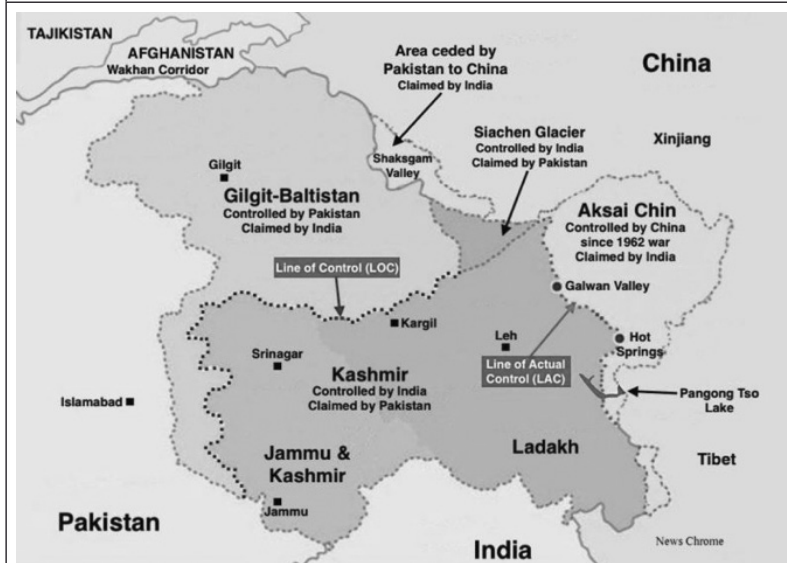 TAJIKISTAN
AFGHANISTAN
Wakhan Corridor
Area ceded by
Pakistan to China
Claimed by India
China
Siachen Glacier
Controlled by India
Claimed by Pakistan
Xinjiang
Shaksgam
Valley
Gilgit
Gilgit-Baltistan
Controlled by Pakistan
Claimed by India
Aksai Chin
Controlled by China
since 1962 war
Claimed by India
Line of Control (LOC)
Galwan Valley
Kargil
Leh
Hot
Springs
Srinagar
Line of Actual
Control (LAC)
Kashmir
Controlled by India
Claimed by Pakistan
Islamabad
Pangong Tso
Lake
Jammu &
Kashmir
Ladakh
Tibet
Jammu
Pakistan
India
News Chrome